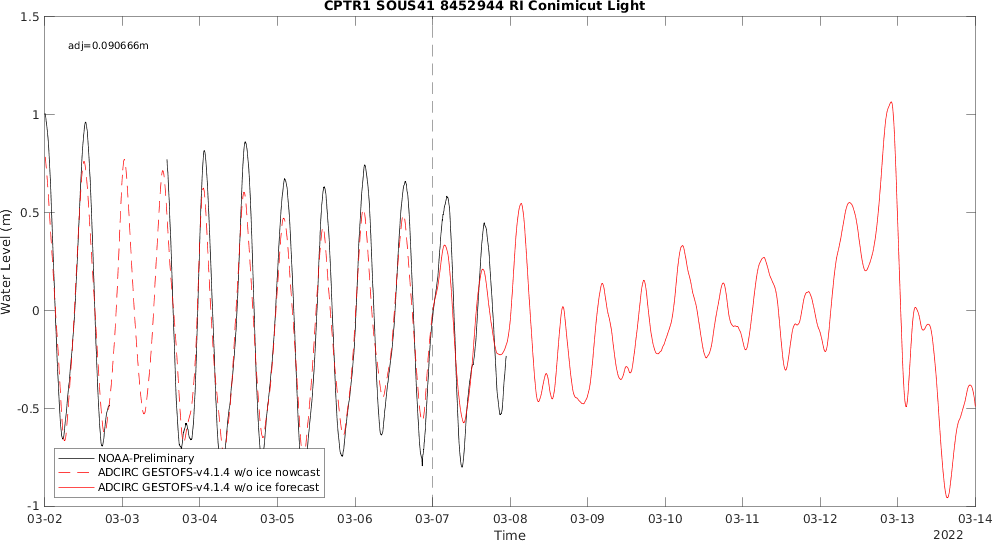 CPTR1 SOUS41 8452944 RI Conimicut Light
adj=0.090666m
Water Level (m)
1.5
1
0.5
0
-0.5
-1
NOAA-Preliminary
ADCIRC GESTOFS-v4.1.4 w/o ice nowcast
ADCIRC GESTOFS-v4.1.4 w/o ice forecast
03-02 03-03 03-04 03-05 03-06 03-07 03-08 03-09 03-10 03-11 03-12 03-13 03-14
Time
2022